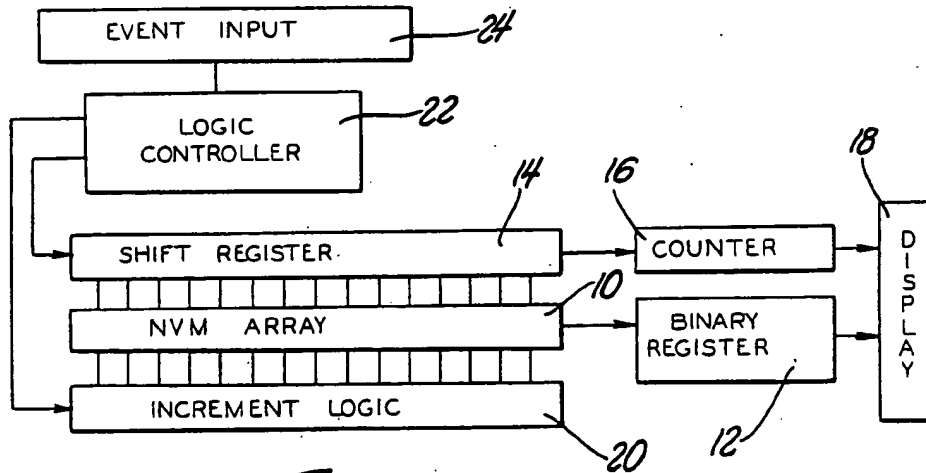 EVENT INPUT
24
LOGIC
CONTROLLER
22
14
SHIFT REGISTER
16
COUNTER
18
DISPLAY
10
NVM ARRAY
BINARY
REGISTER
12
INCREMENT LOGIC
20